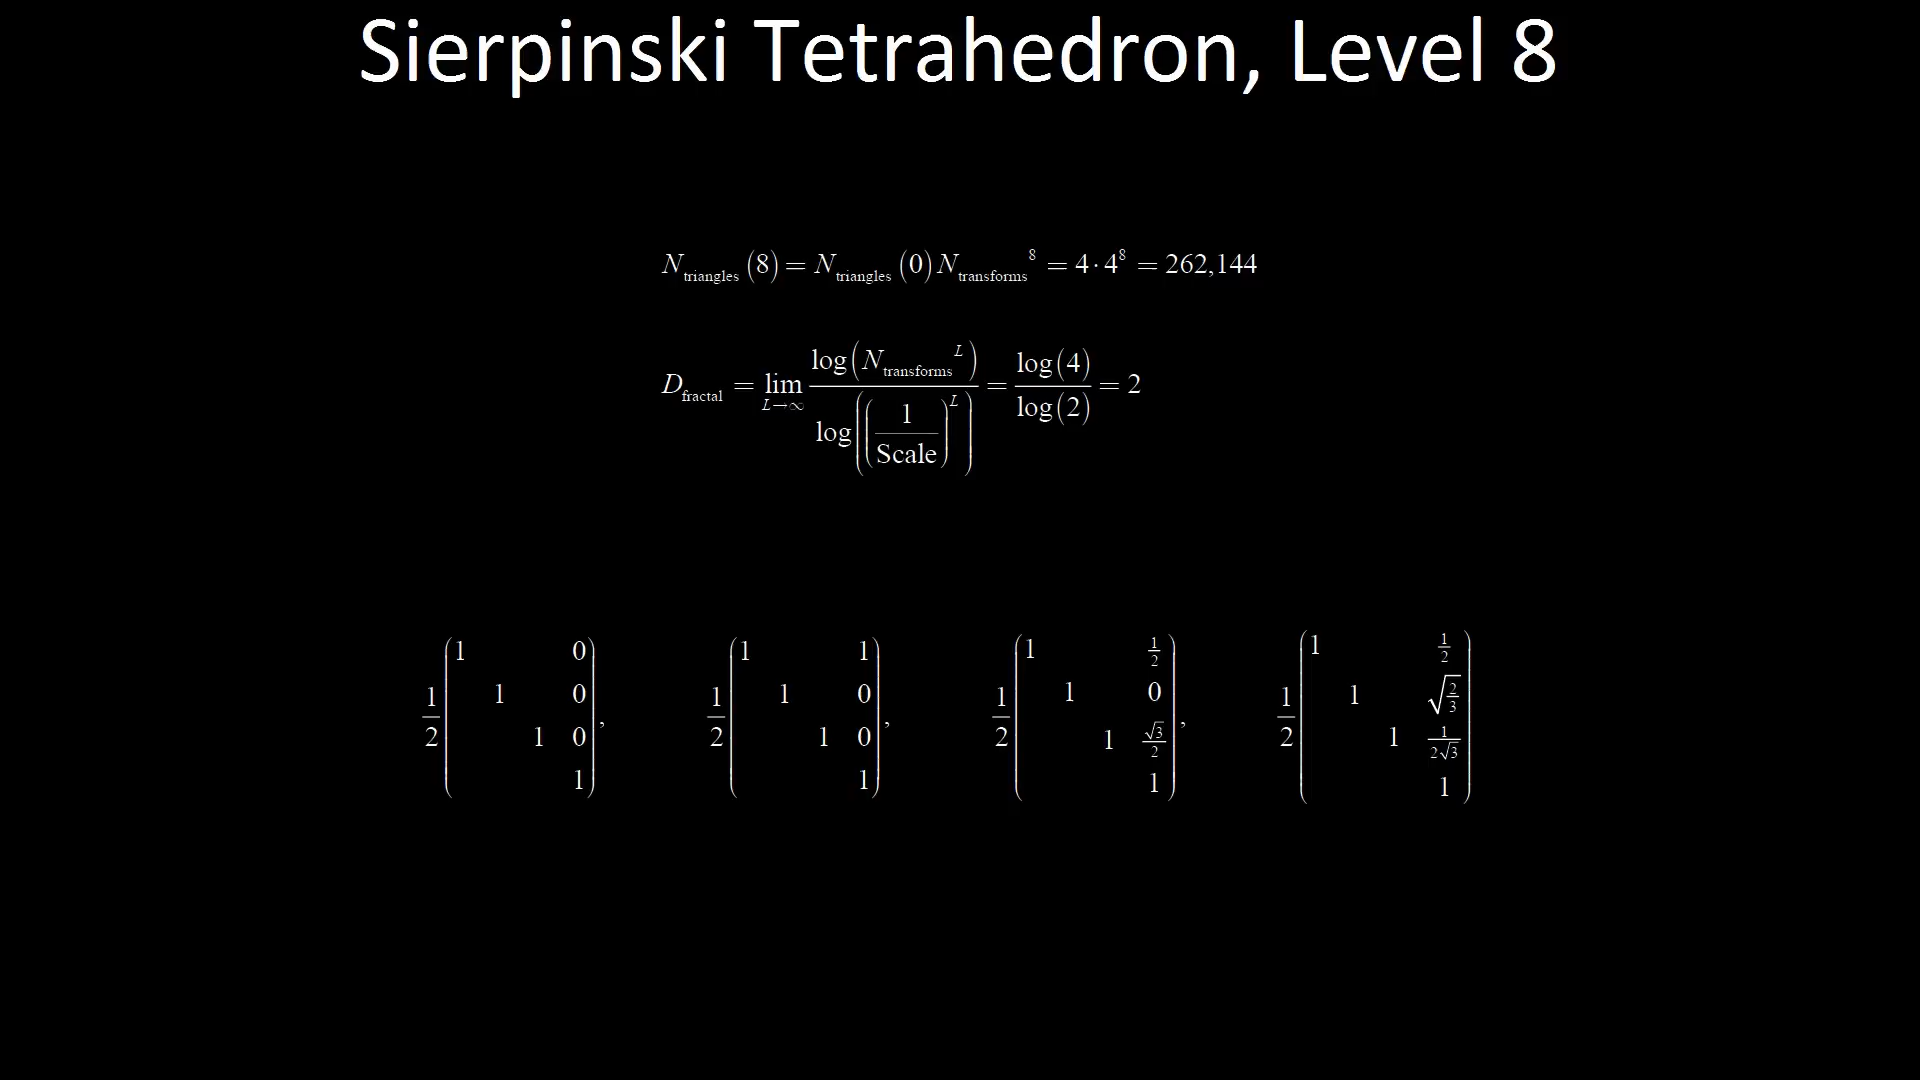 Sierpinski Tetrahedron, Level 8
N_triangles (8) = N_triangles (0) N_transforms^8 = 4 · 4^8 = 262,144
D_fractal = lim_{L→∞} log(N_transforms^L) / log((1/Scale)^L) = log(4)/log(2) = 2
1/2 (1 0; 1 0; 1 0; 1), 1/2 (1 1; 1 0; 1 0; 1), 1/2 (1 1/2; 1 0; 1 √3/2; 1), 1/2 (1 1/2; 1 √(2/3); 1 1/(2√3); 1)